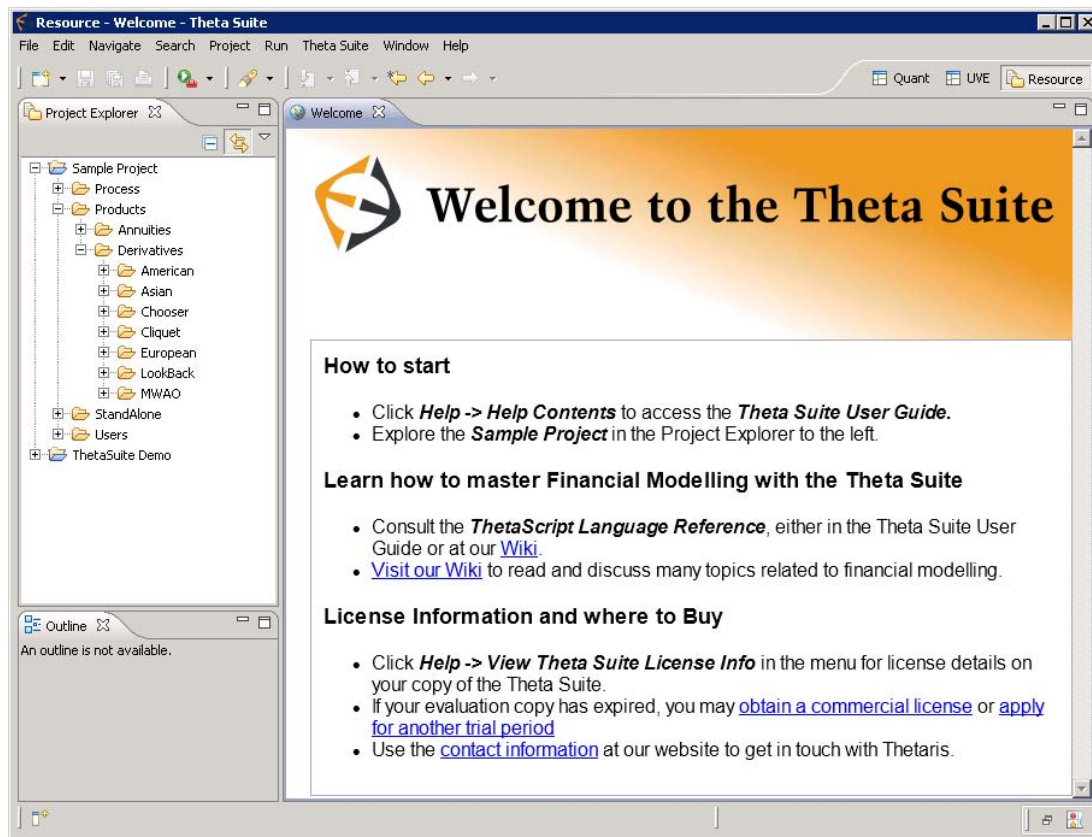 Resource - Welcome - Theta Suite
File Edit Navigate Search Project Run Theta Suite Window Help
Quant UVE Resource
Project Explorer
Welcome
Sample Project
Process
Products
Annuities
Derivatives
American
Asian
Chooser
Cliquet
European
LookBack
MWAO
StandAlone
Users
ThetaSuite Demo
Outline
An outline is not available.
Welcome to the Theta Suite
How to start
• Click Help -> Help Contents to access the Theta Suite User Guide.
• Explore the Sample Project in the Project Explorer to the left.
Learn how to master Financial Modelling with the Theta Suite
• Consult the ThetaScript Language Reference, either in the Theta Suite User
Guide or at our Wiki.
• Visit our Wiki to read and discuss many topics related to financial modelling.
License Information and where to Buy
• Click Help -> View Theta Suite License Info in the menu for license details on
your copy of the Theta Suite.
• If your evaluation copy has expired, you may obtain a commercial license or apply
for another trial period
• Use the contact information at our website to get in touch with Thetaris.